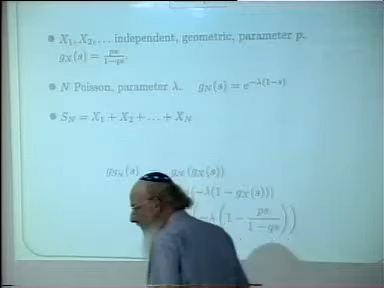 • X₁, X₂, … independent, geometric, parameter p.
g_X(s) = ps/(1−qs).
• N Poisson, parameter λ. g_N(s) = e^{−λ(1−s)}
• S_N = X₁ + X₂ + … + X_N
g_{S_N}(s) g_N(g_X(s))
(−λ(1 − g_X(s)))
(−λ(1 − ps/(1−qs)))